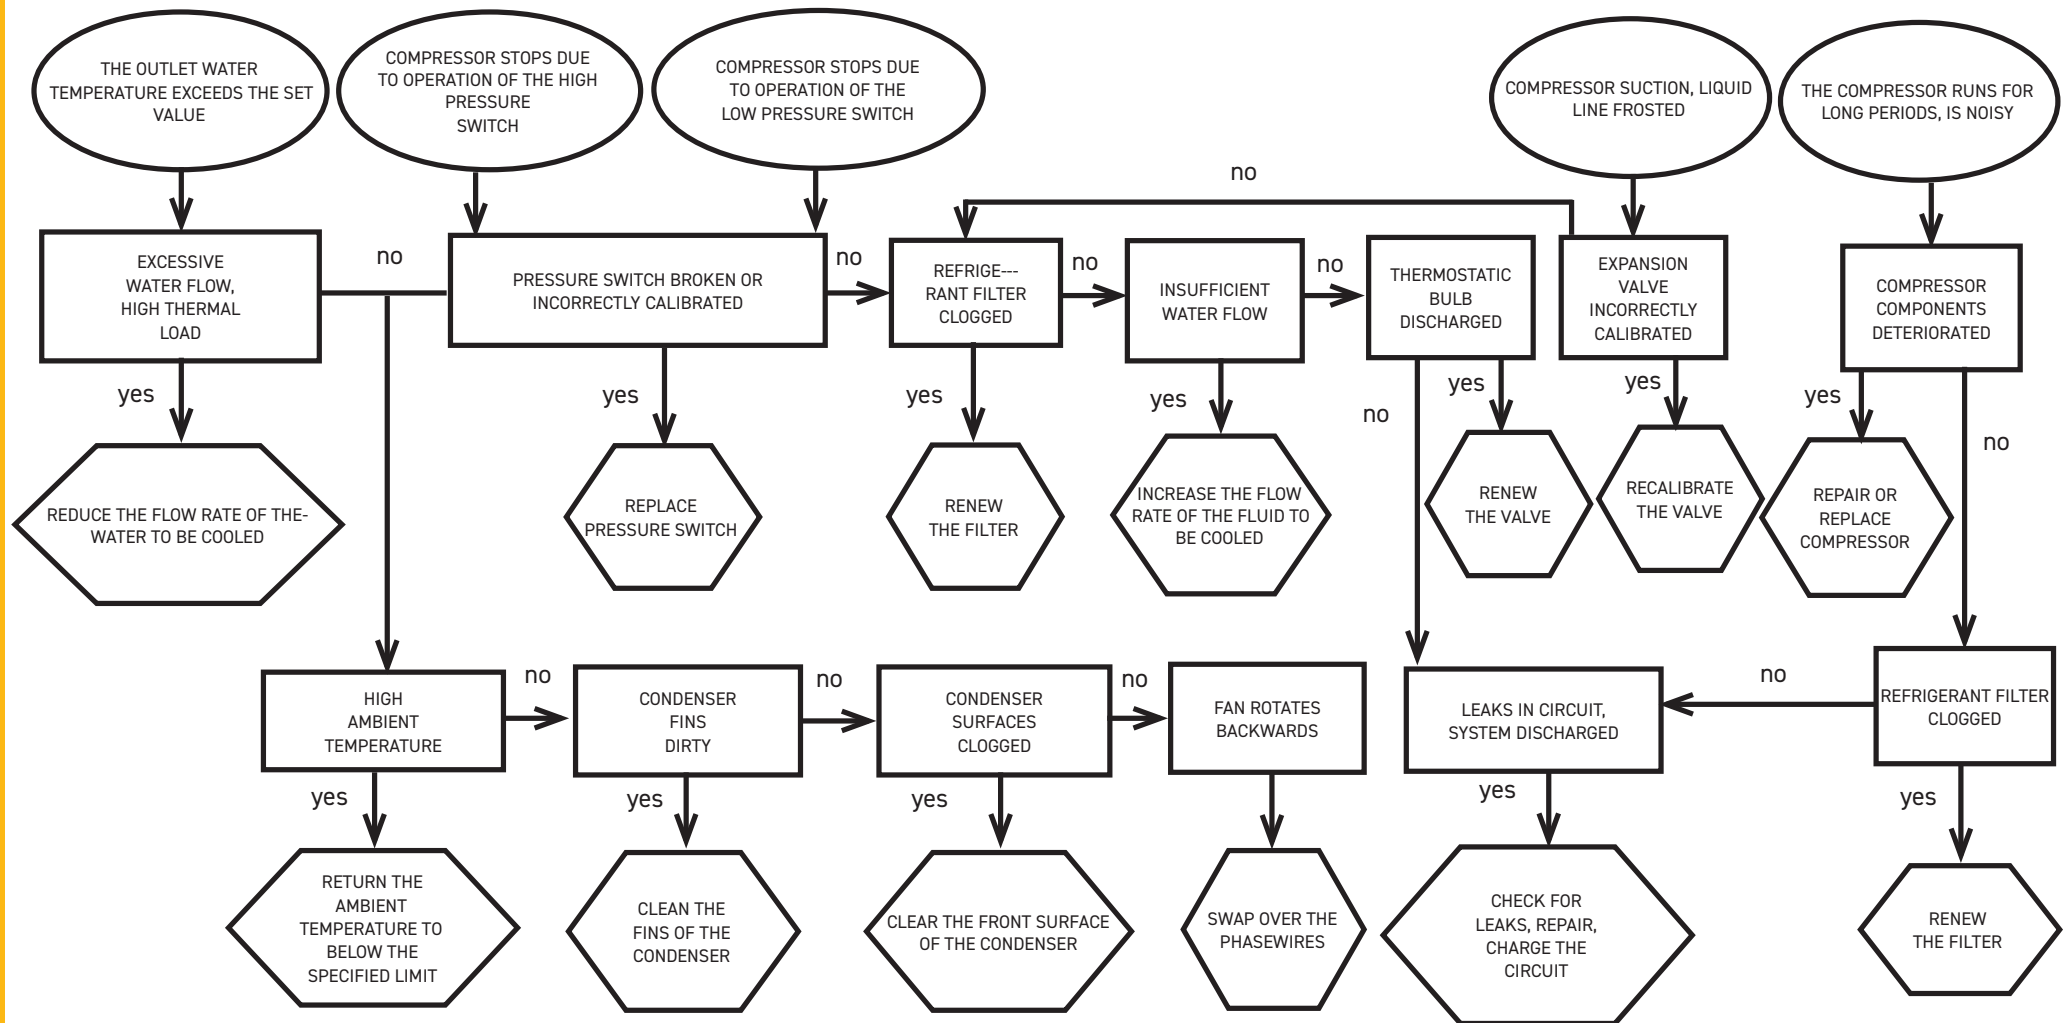 THE OUTLET WATER
TEMPERATURE EXCEEDS THE SET
VALUE
COMPRESSOR STOPS DUE
TO OPERATION OF THE HIGH
PRESSURE
SWITCH
COMPRESSOR STOPS DUE
TO OPERATION OF THE
LOW PRESSURE SWITCH
COMPRESSOR SUCTION, LIQUID
LINE FROSTED
THE COMPRESSOR RUNS FOR
LONG PERIODS, IS NOISY
no
EXCESSIVE
WATER FLOW,
HIGH THERMAL
LOAD
no
PRESSURE SWITCH BROKEN OR
INCORRECTLY CALIBRATED
no
REFRIGE---
RANT FILTER
CLOGGED
no
INSUFFICIENT
WATER FLOW
no
THERMOSTATIC
BULB
DISCHARGED
EXPANSION
VALVE
INCORRECTLY
CALIBRATED
COMPRESSOR
COMPONENTS
DETERIORATED
yes
yes
yes
yes
no
yes
yes
yes
no
REDUCE THE FLOW RATE OF THE-
WATER TO BE COOLED
REPLACE
PRESSURE SWITCH
RENEW
THE FILTER
INCREASE THE FLOW
RATE OF THE FLUID TO
BE COOLED
RENEW
THE VALVE
RECALIBRATE
THE VALVE
REPAIR OR
REPLACE
COMPRESSOR
HIGH
AMBIENT
TEMPERATURE
no
CONDENSER
FINS
DIRTY
no
CONDENSER
SURFACES
CLOGGED
no
FAN ROTATES
BACKWARDS
LEAKS IN CIRCUIT,
SYSTEM DISCHARGED
no
REFRIGERANT FILTER
CLOGGED
yes
yes
yes
yes
yes
RETURN THE
AMBIENT
TEMPERATURE TO
BELOW THE
SPECIFIED LIMIT
CLEAN THE
FINS OF THE
CONDENSER
CLEAR THE FRONT SURFACE
OF THE CONDENSER
SWAP OVER THE
PHASEWIRES
CHECK FOR
LEAKS, REPAIR,
CHARGE THE
CIRCUIT
RENEW
THE FILTER